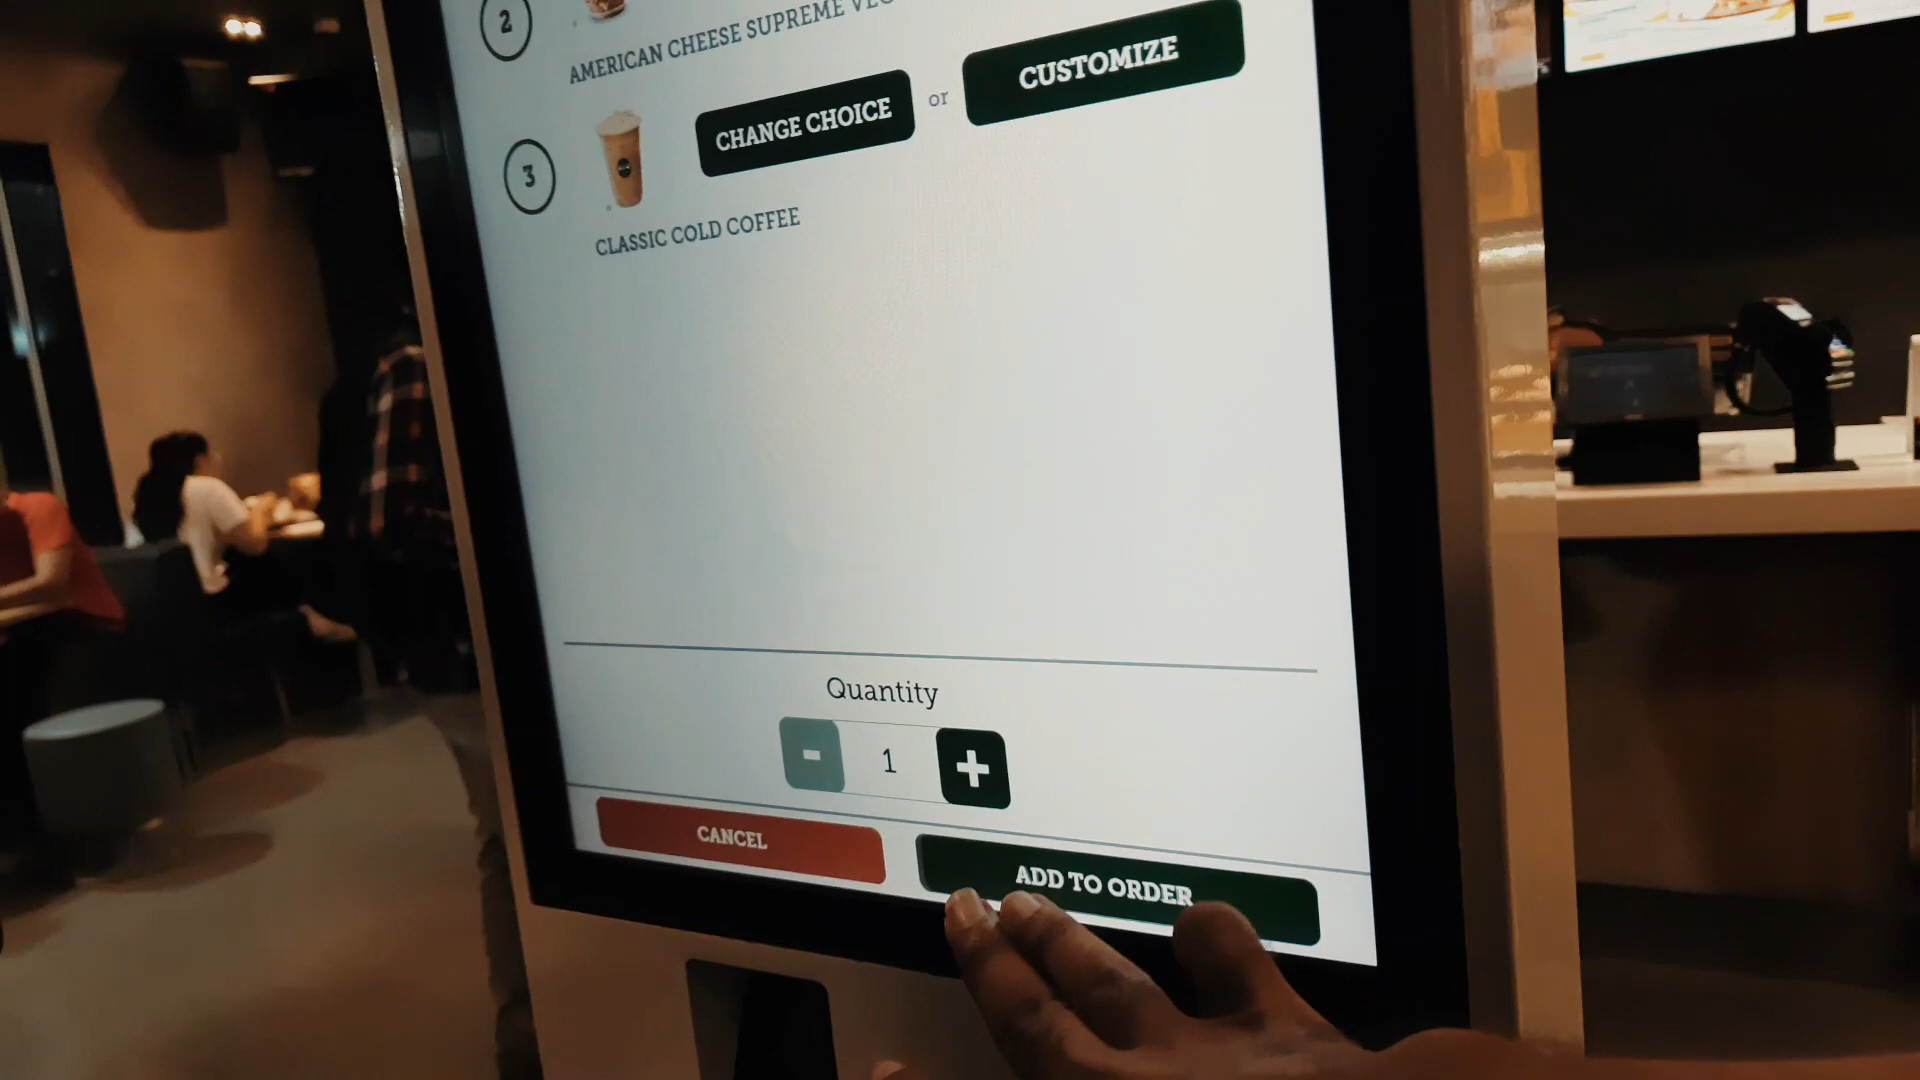 2
AMERICAN CHEESE SUPREME
CHANGE CHOICE or CUSTOMIZE
3
CLASSIC COLD COFFEE
Quantity
- 1 +
CANCEL
ADD TO ORDER